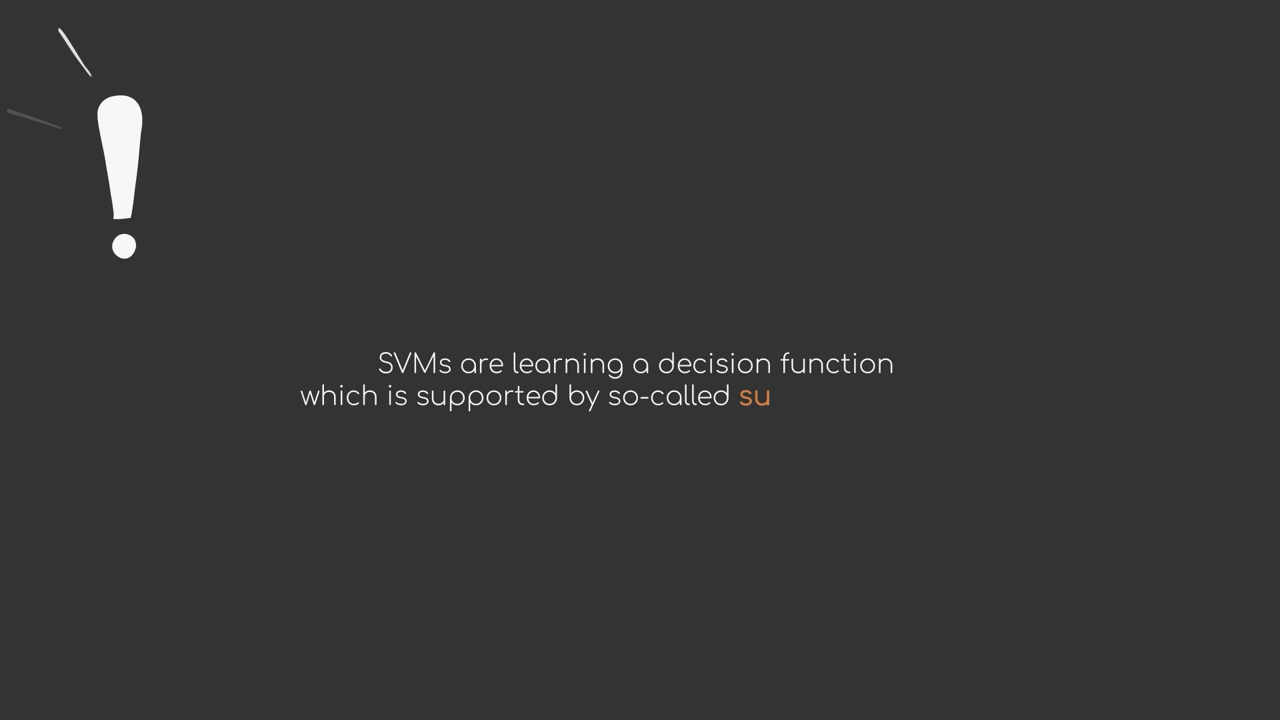 SVMs are learning a decision function
which is supported by so-called su